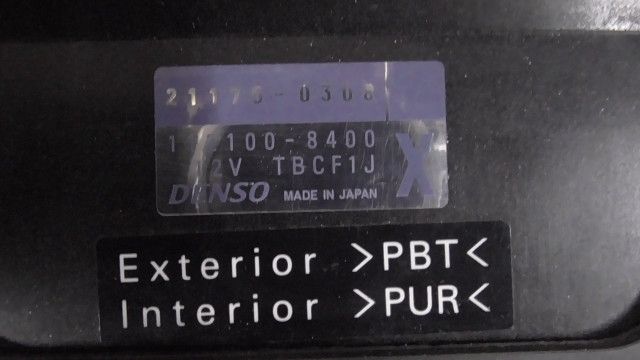 21175-0308
100-8400
12V TBCF1J X
DENSO MADE IN JAPAN
Exterior >PBT<
Interior >PUR<